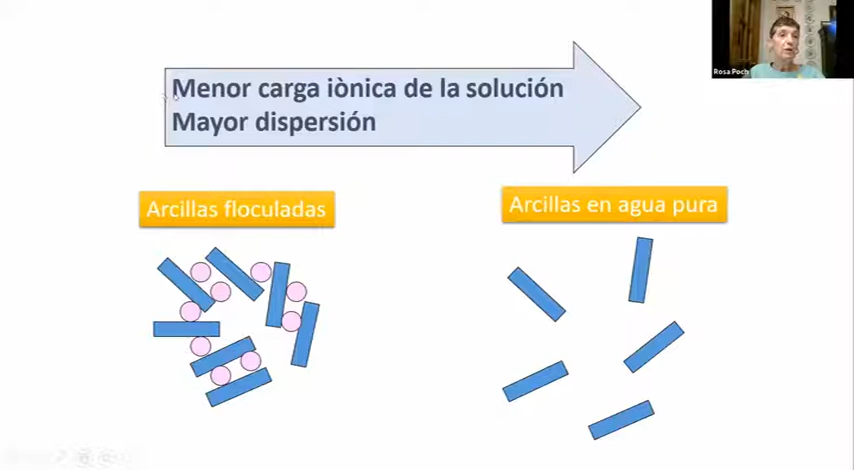 Rosa Poch
Menor carga iònica de la solución
Mayor dispersión
Arcillas floculadas
Arcillas en agua pura